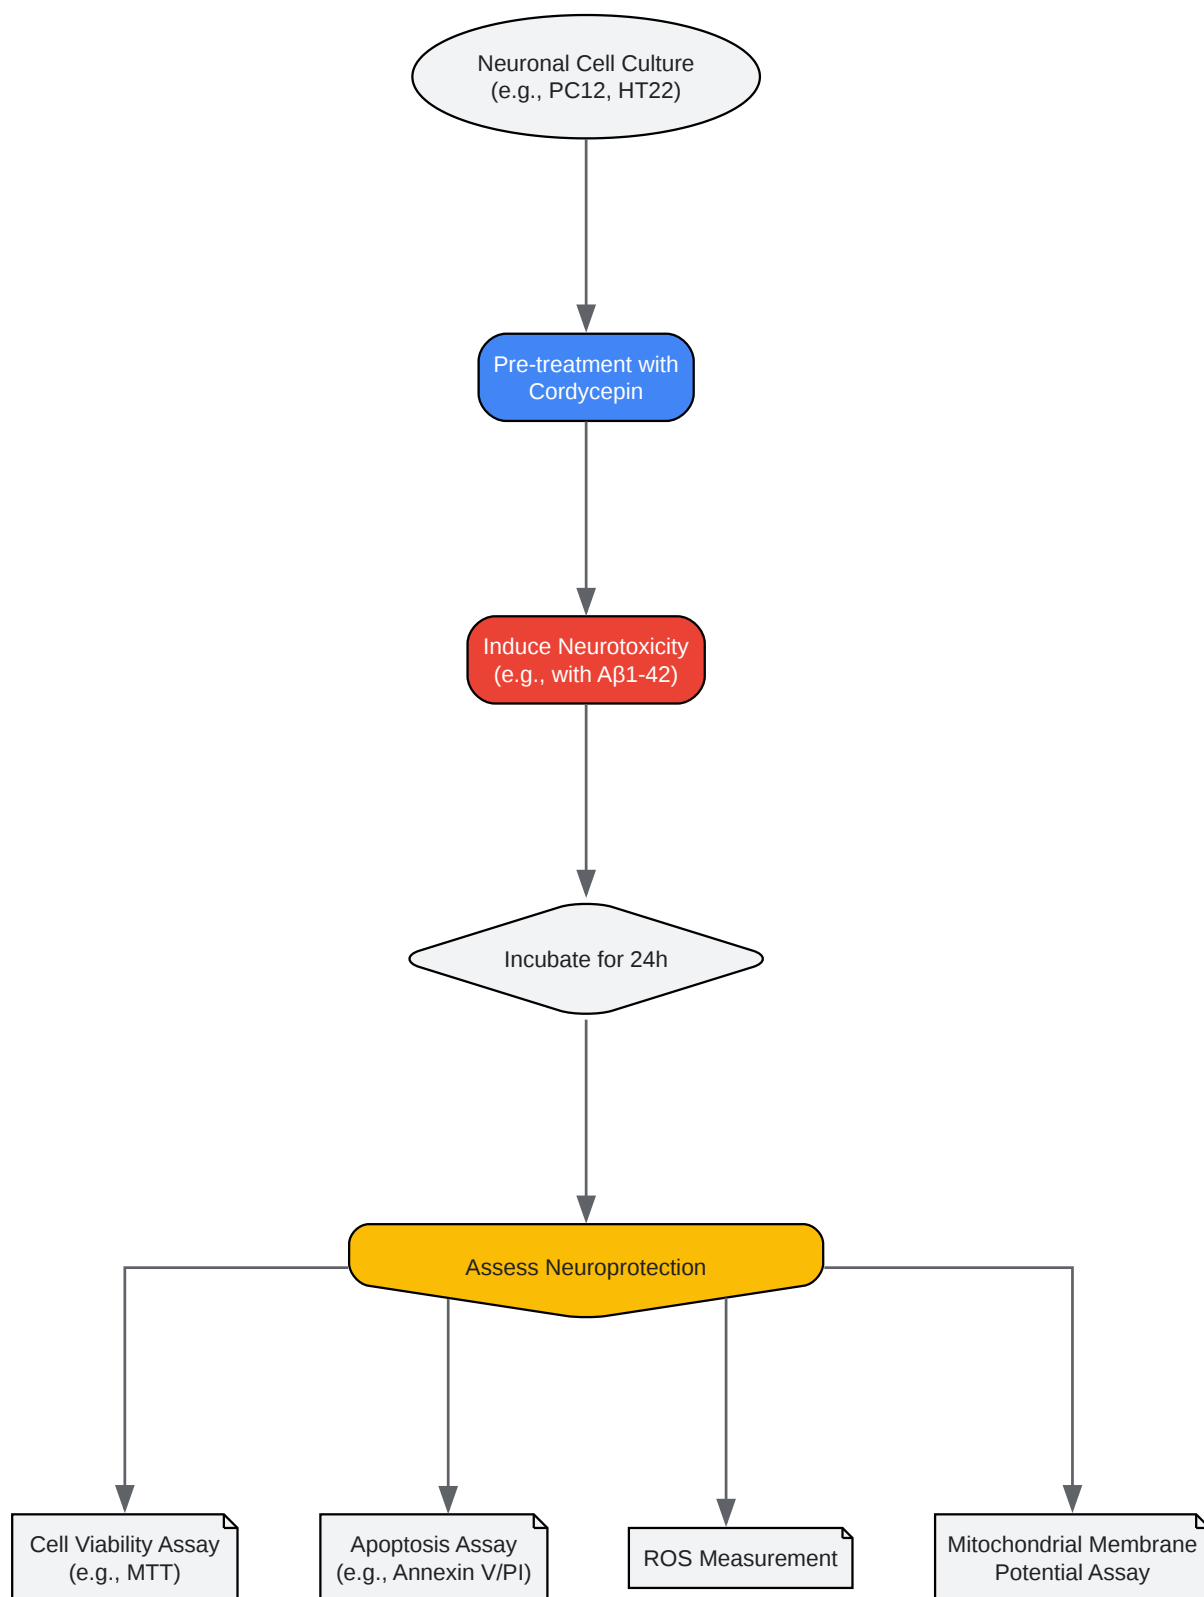 Neuronal Cell Culture
(e.g., PC12, HT22)
Pre-treatment with
Cordycepin
Induce Neurotoxicity
(e.g., with Aβ1-42)
Incubate for 24h
Assess Neuroprotection
Cell Viability Assay
(e.g., MTT)
Apoptosis Assay
(e.g., Annexin V/PI)
ROS Measurement
Mitochondrial Membrane
Potential Assay